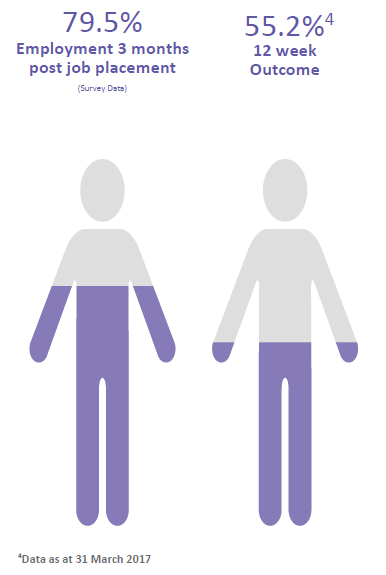 79.5%
Employment 3 months
post job placement
(Survey Data)
55.2%⁴
12 week
Outcome
⁴Data as at 31 March 2017